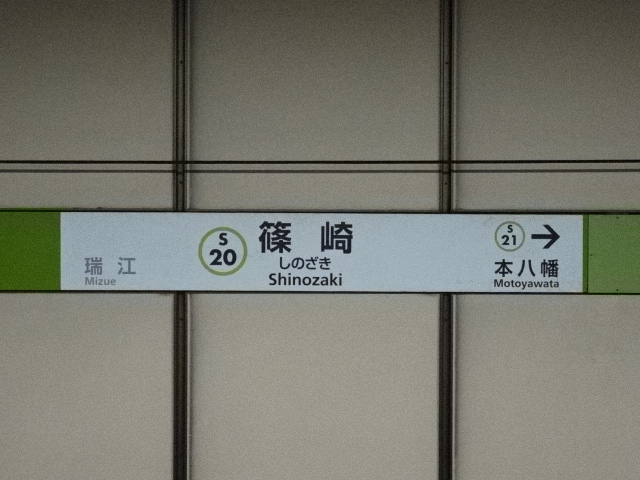 瑞江
Mizue
S
20
篠崎
しのざき
Shinozaki
S
21
→
本八幡
Motoyawata